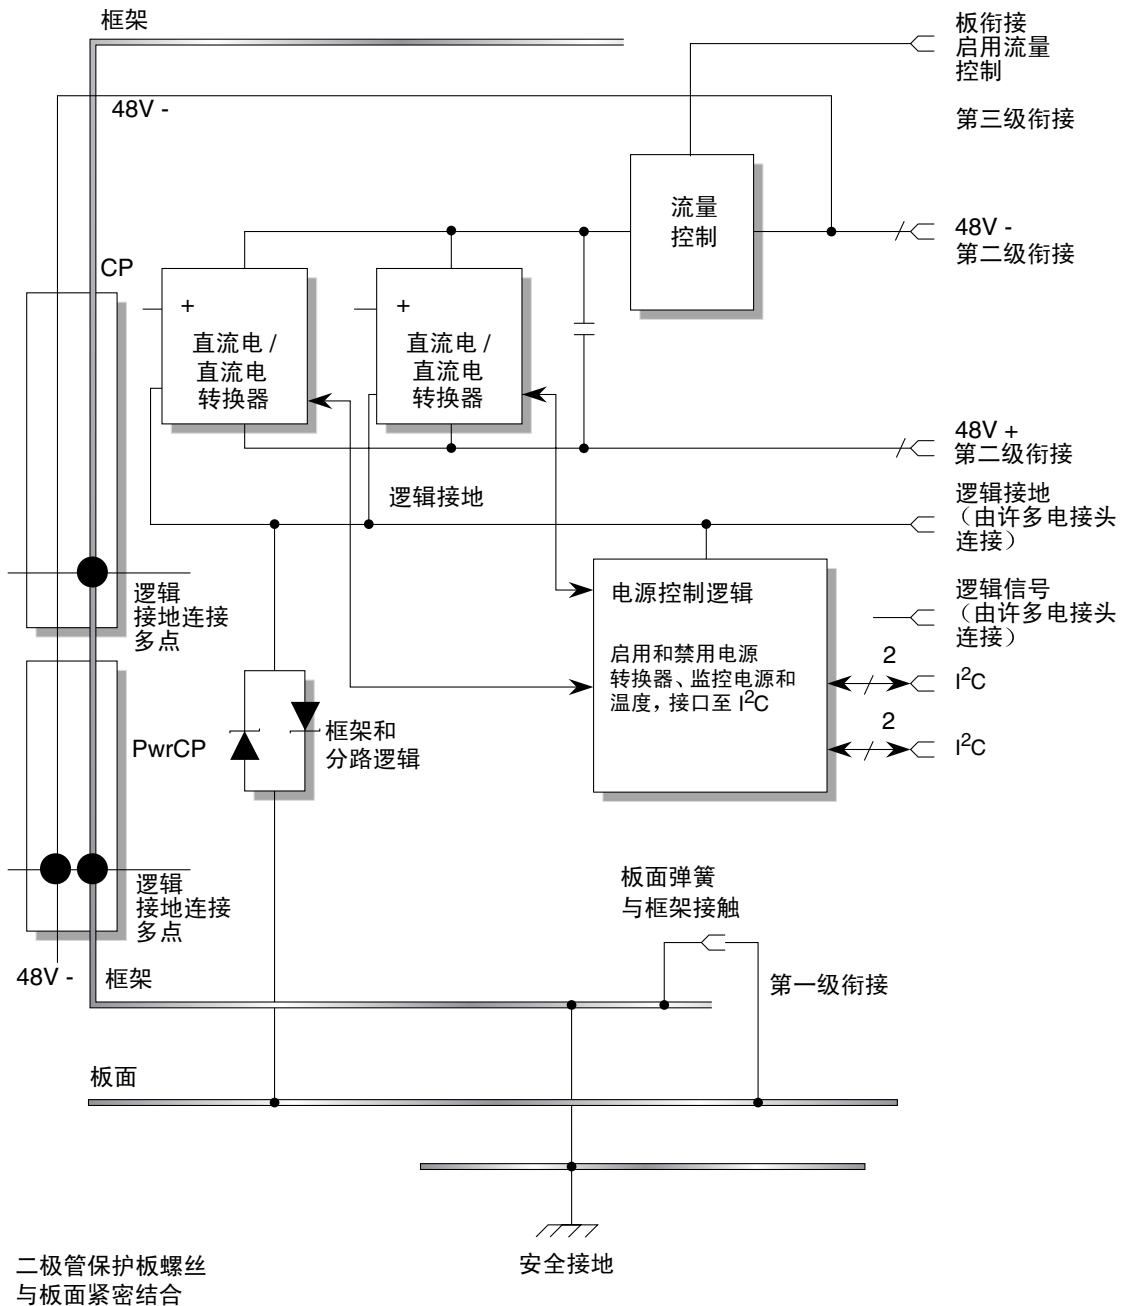 框架
板衔接
启用流量
控制
48V -
第三级衔接
流量
控制
48V -
第二级衔接
CP
+
直流电 /
直流电
转换器
+
直流电 /
直流电
转换器
48V +
第二级衔接
逻辑接地
逻辑接地
（由许多电接头
连接）
逻辑
接地连接
多点
电源控制逻辑
启用和禁用电源
转换器、监控电源和
温度，接口至 I²C
逻辑信号
（由许多电接头
连接）
2
I²C
2
I²C
PwrCP
框架和
分路逻辑
逻辑
接地连接
多点
板面弹簧
与框架接触
48V -
框架
第一级衔接
板面
安全接地
二极管保护板螺丝
与板面紧密结合